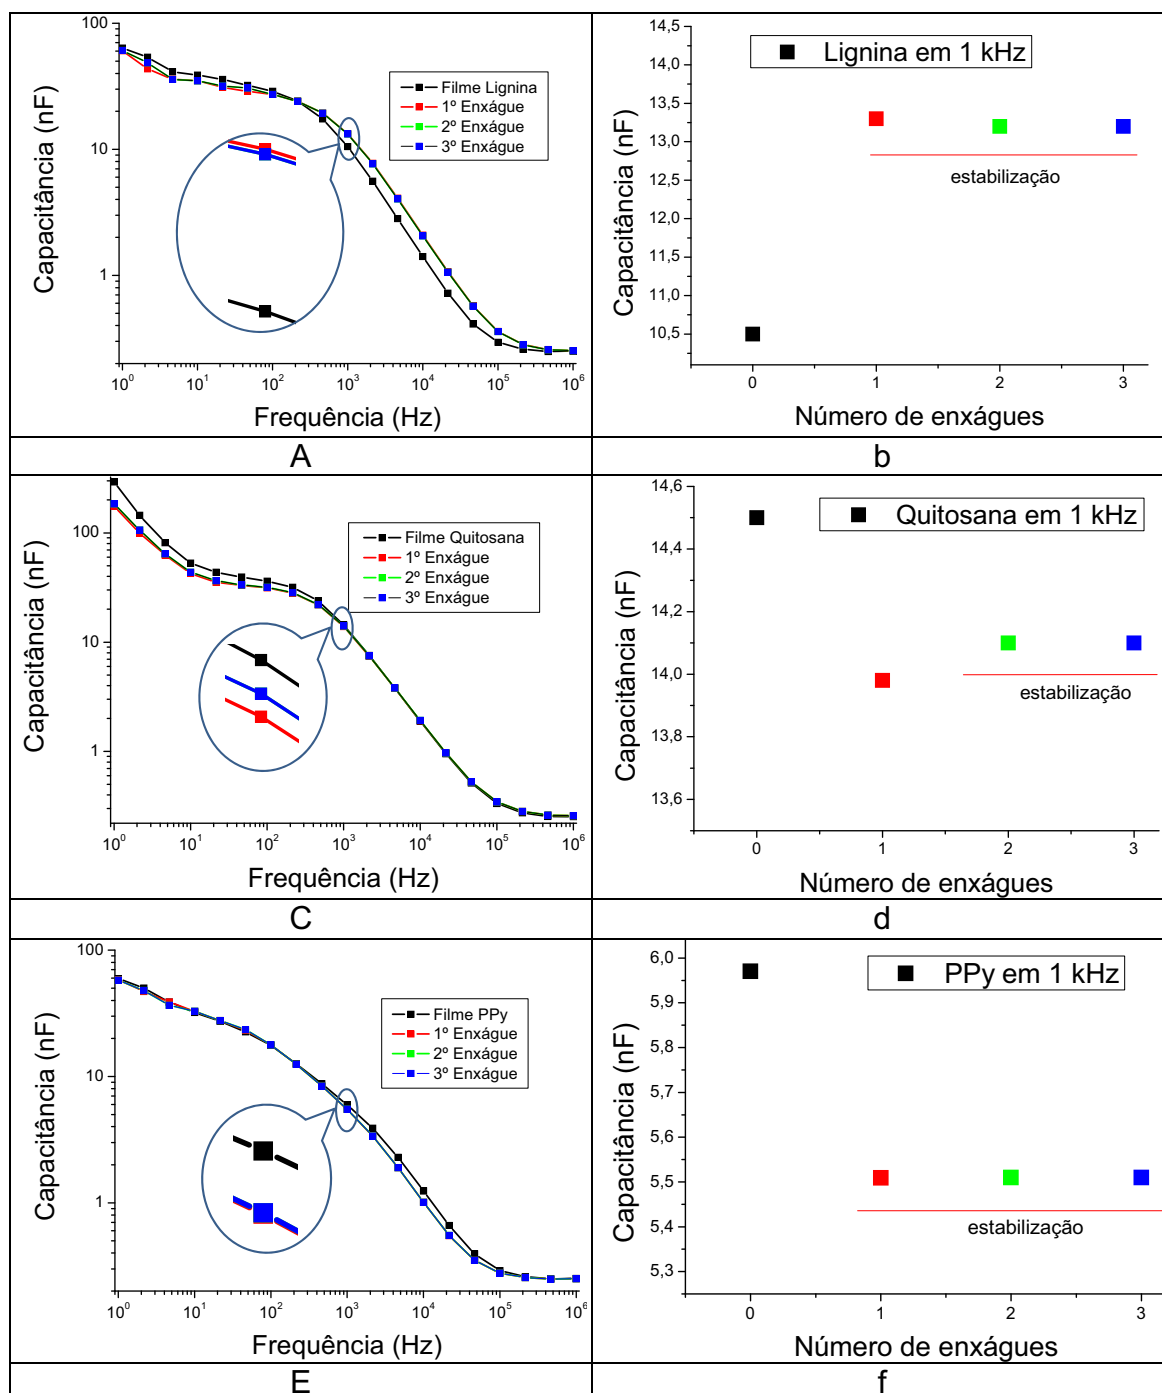 100
10
1
Capacitância (nF)
Filme Lignina
1º Enxágue
2º Enxágue
3º Enxágue
10⁰ 10¹ 10² 10³ 10⁴ 10⁵ 10⁶
Frequência (Hz)
A
14,5
14,0
13,5
13,0
12,5
12,0
11,5
11,0
10,5
Capacitância (nF)
Lignina em 1 kHz
estabilização
0 1 2 3
Número de enxágues
b
100
10
1
Capacitância (nF)
Filme Quitosana
1º Enxágue
2º Enxágue
3º Enxágue
10⁰ 10¹ 10² 10³ 10⁴ 10⁵ 10⁶
Frequência (Hz)
C
14,6
14,4
14,2
14,0
13,8
13,6
Capacitância (nF)
Quitosana em 1 kHz
estabilização
0 1 2 3
Número de enxágues
d
100
10
1
Capacitância (nF)
Filme PPy
1º Enxágue
2º Enxágue
3º Enxágue
10⁰ 10¹ 10² 10³ 10⁴ 10⁵ 10⁶
Frequência (Hz)
E
6,0
5,9
5,8
5,7
5,6
5,5
5,4
5,3
Capacitância (nF)
PPy em 1 kHz
estabilização
0 1 2 3
Número de enxágues
f